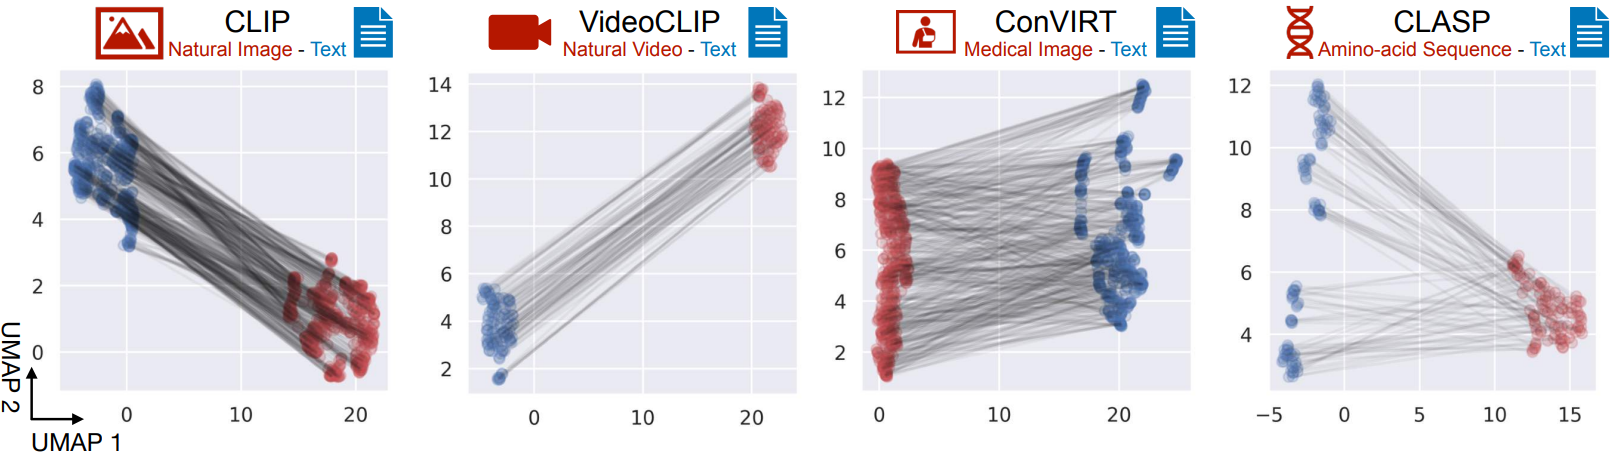 CLIP
Natural Image - Text
VideoCLIP
Natural Video - Text
ConVIRT
Medical Image - Text
CLASP
Amino-acid Sequence - Text
8
6
4
2
0
0 10 20
14
12
10
8
6
4
2
0 10 20
12
10
8
6
4
2
0 10 20
12
10
8
6
4
−5 0 5 10 15
UMAP 2
UMAP 1